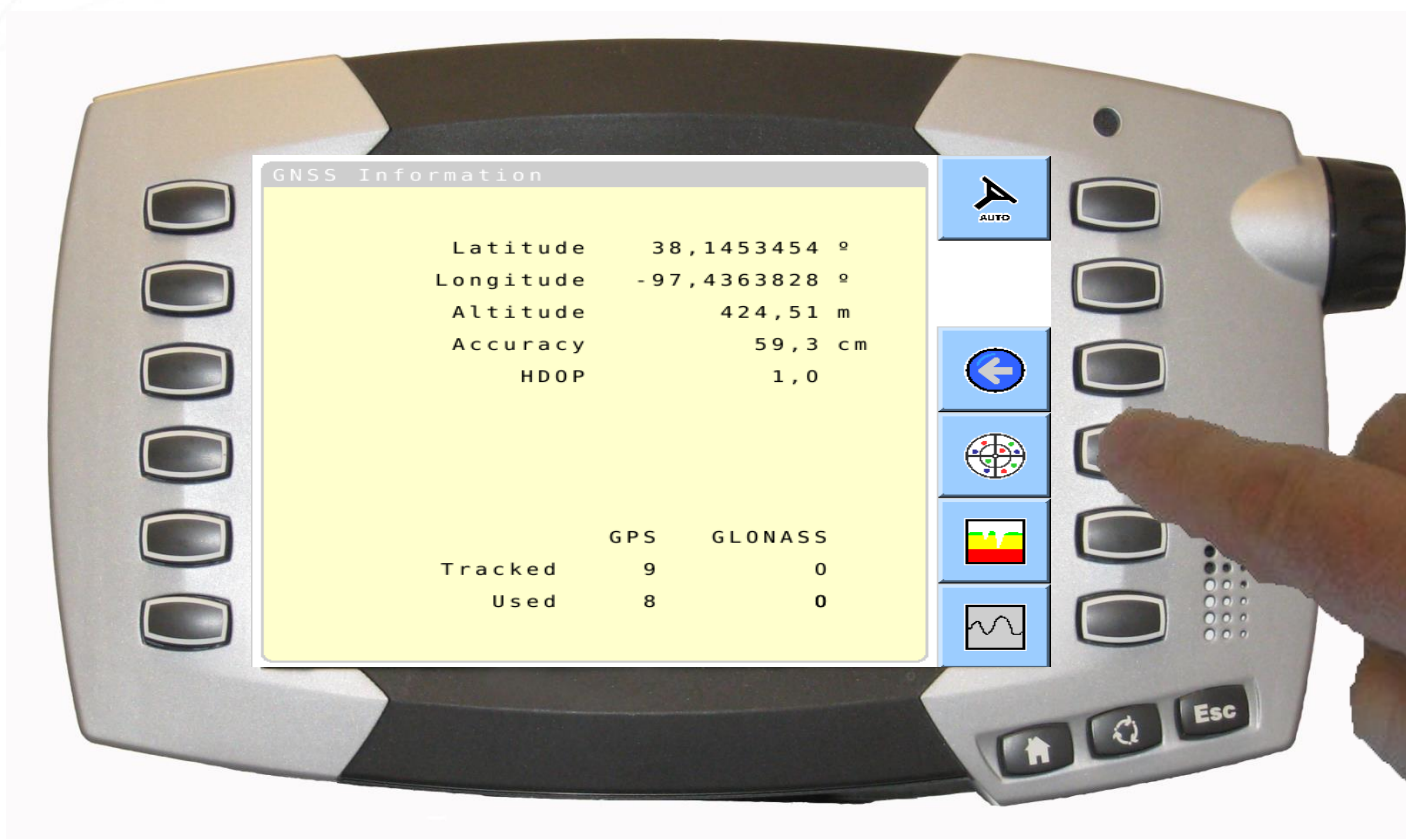 GNSS Information
AUTO
Latitude 38,1453454 º
Longitude -97,4363828 º
Altitude 424,51 m
Accuracy 59,3 cm
HDOP 1,0
GPS GLONASS
Tracked 9 0
Used 8 0
Esc